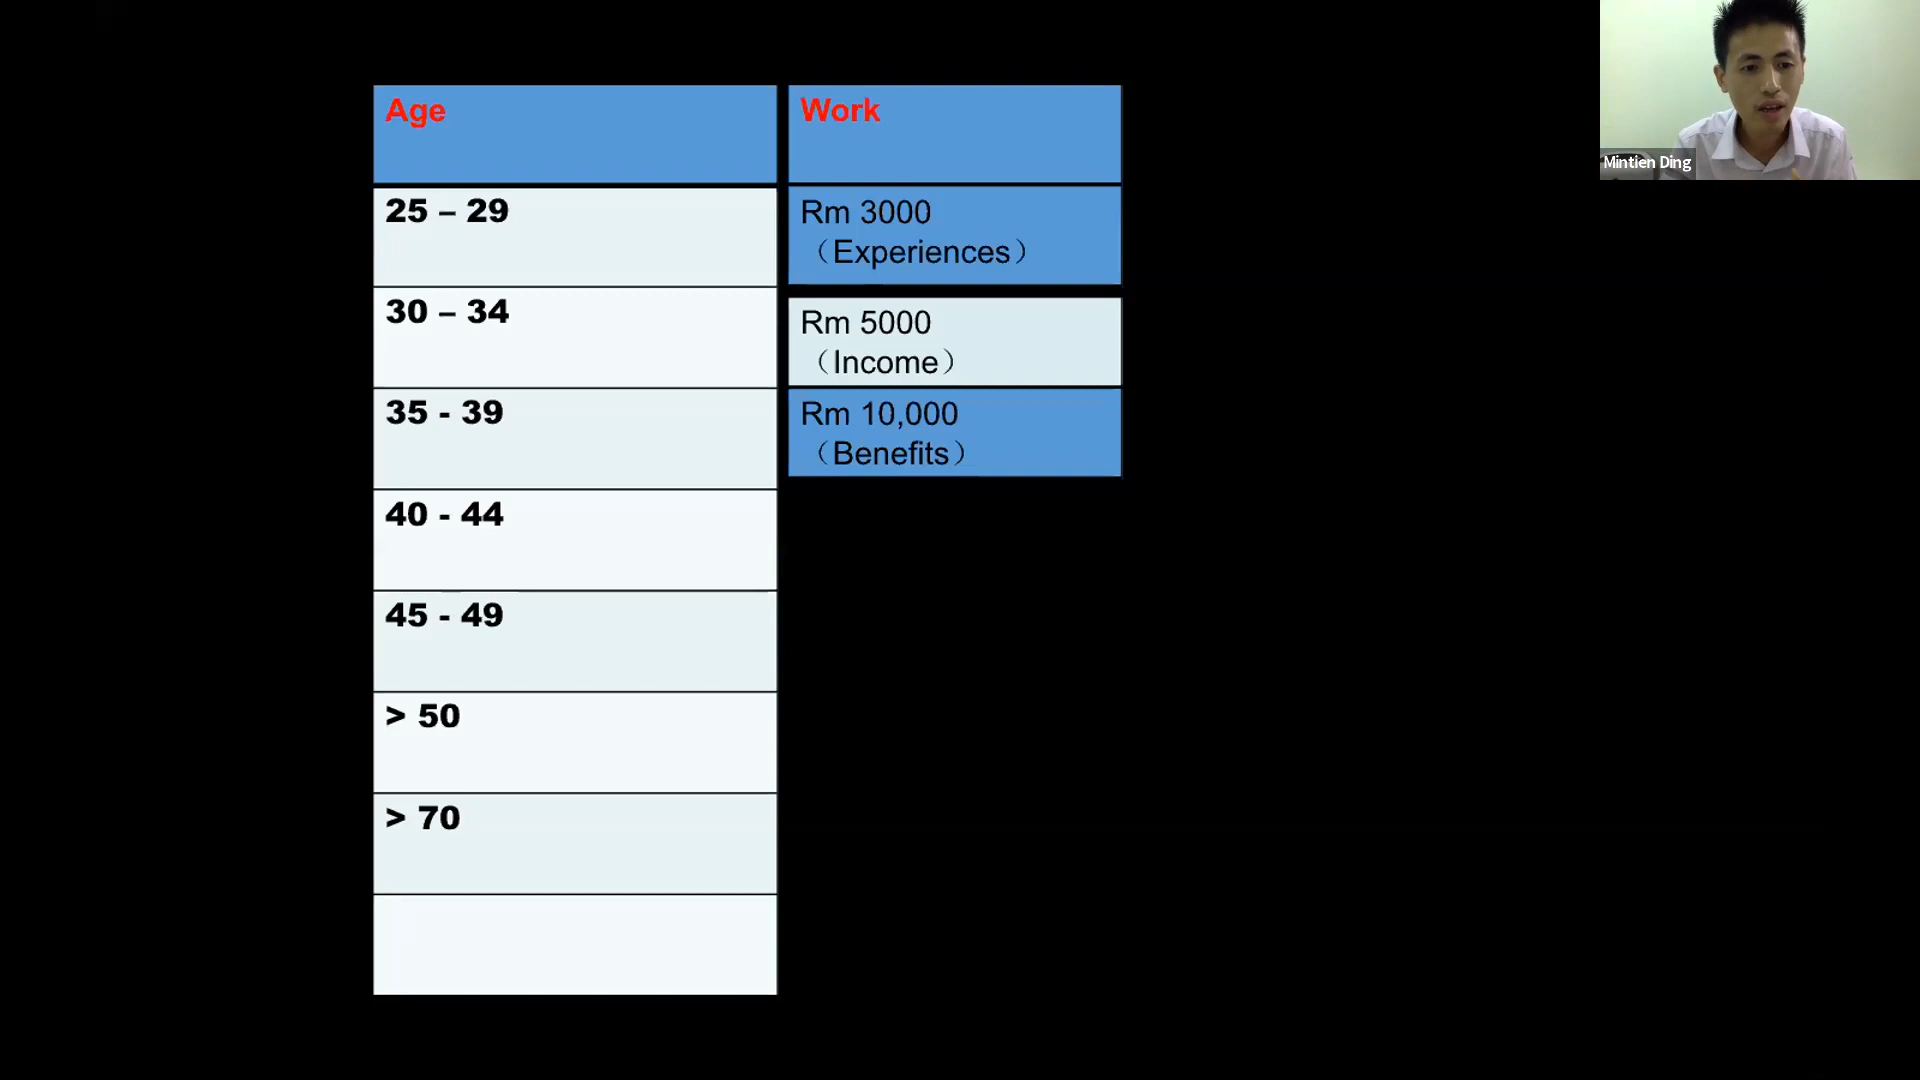 Age
Work
25 – 29
Rm 3000
（Experiences）
30 – 34
Rm 5000
（Income）
35 - 39
Rm 10,000
（Benefits）
40 - 44
45 - 49
> 50
> 70
Mintien Ding